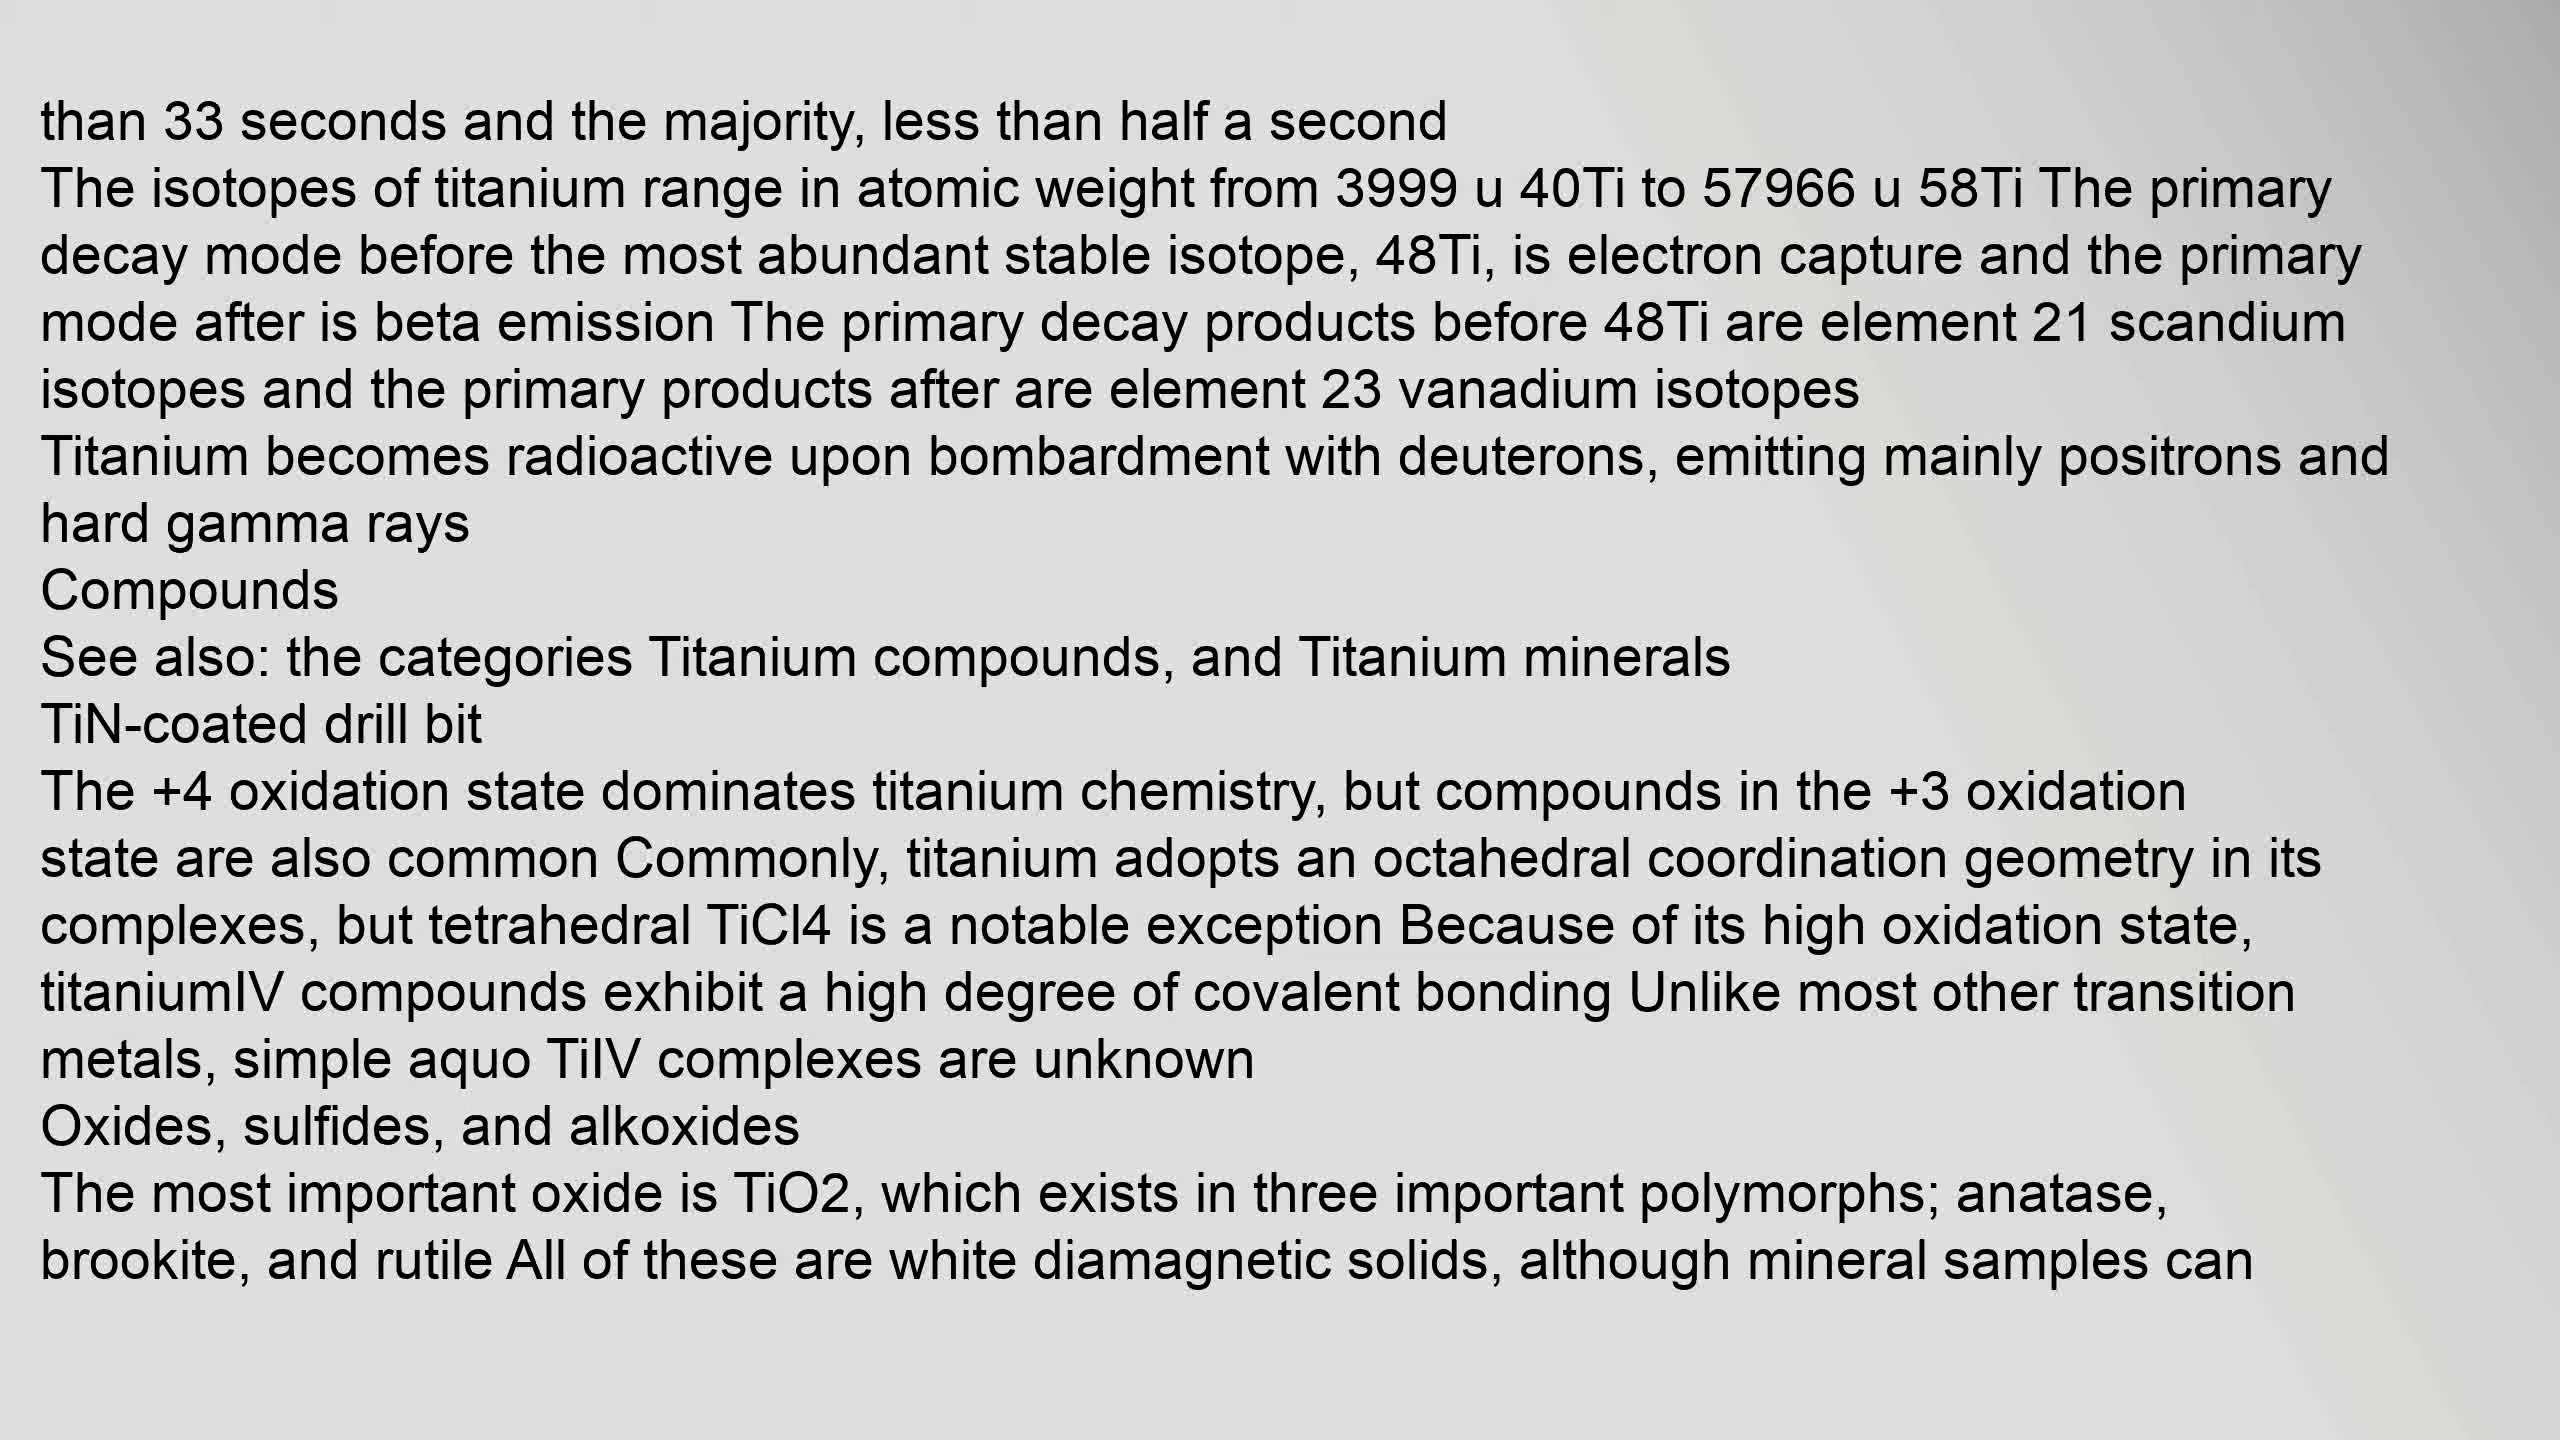 than 33 seconds and the majority, less than half a second
The isotopes of titanium range in atomic weight from 3999 u 40Ti to 57966 u 58Ti The primary
decay mode before the most abundant stable isotope, 48Ti, is electron capture and the primary
mode after is beta emission The primary decay products before 48Ti are element 21 scandium
isotopes and the primary products after are element 23 vanadium isotopes
Titanium becomes radioactive upon bombardment with deuterons, emitting mainly positrons and
hard gamma rays
Compounds
See also: the categories Titanium compounds, and Titanium minerals
TiN-coated drill bit
The +4 oxidation state dominates titanium chemistry, but compounds in the +3 oxidation
state are also common Commonly, titanium adopts an octahedral coordination geometry in its
complexes, but tetrahedral TiCl4 is a notable exception Because of its high oxidation state,
titaniumIV compounds exhibit a high degree of covalent bonding Unlike most other transition
metals, simple aquo TiIV complexes are unknown
Oxides, sulfides, and alkoxides
The most important oxide is TiO2, which exists in three important polymorphs; anatase,
brookite, and rutile All of these are white diamagnetic solids, although mineral samples can